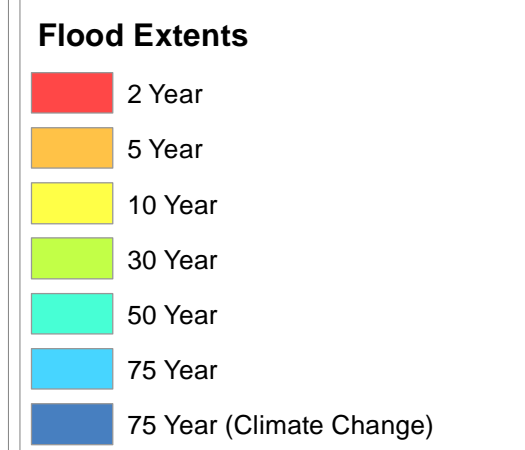 Flood Extents
2 Year
5 Year
10 Year
30 Year
50 Year
75 Year
75 Year (Climate Change)